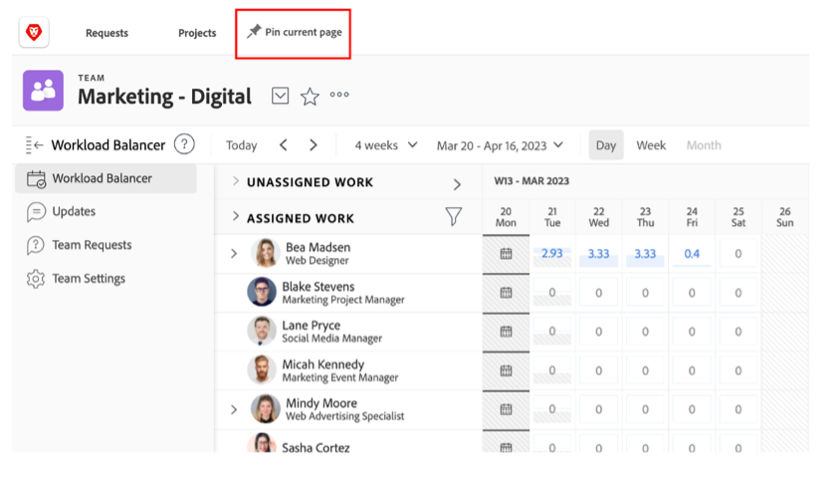 Requests Projects Pin current page
TEAM
Marketing - Digital
Workload Balancer ? Today 4 weeks Mar 20 - Apr 16, 2023 Day Week Month
Workload Balancer
Updates
Team Requests
Team Settings
UNASSIGNED WORK W13 - MAR 2023
ASSIGNED WORK
20 21 22 23 24 25 26
Mon Tue Wed Thu Fri Sat Sun
Bea Madsen
Web Designer
2.93 3.33 3.33 0.4 0
Blake Stevens
Marketing Project Manager
0 0 0 0 0
Lane Pryce
Social Media Manager
0 0 0 0 0
Micah Kennedy
Marketing Event Manager
0 0 0 0 0
Mindy Moore
Web Advertising Specialist
0 0 0 0 0
Sasha Cortez
0 0 0 0 0